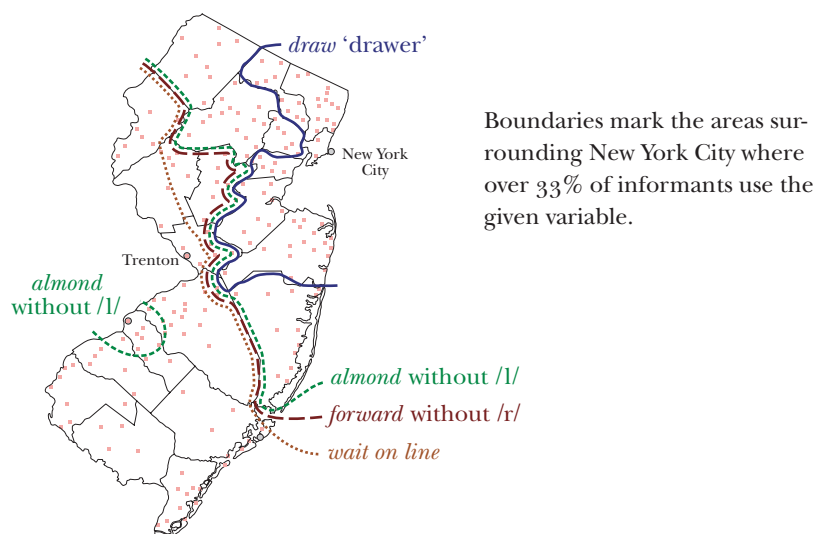 draw ‘drawer’
Boundaries mark the areas sur-
rounding New York City where
over 33% of informants use the
given variable.
New York
City
Trenton
almond
without /l/
almond without /l/
forward without /r/
wait on line